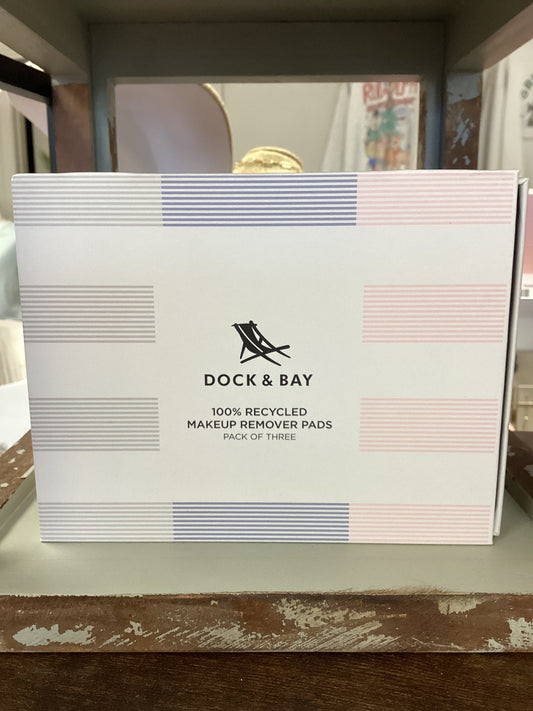 DOCK & BAY
100% RECYCLED
MAKEUP REMOVER PADS
PACK OF THREE